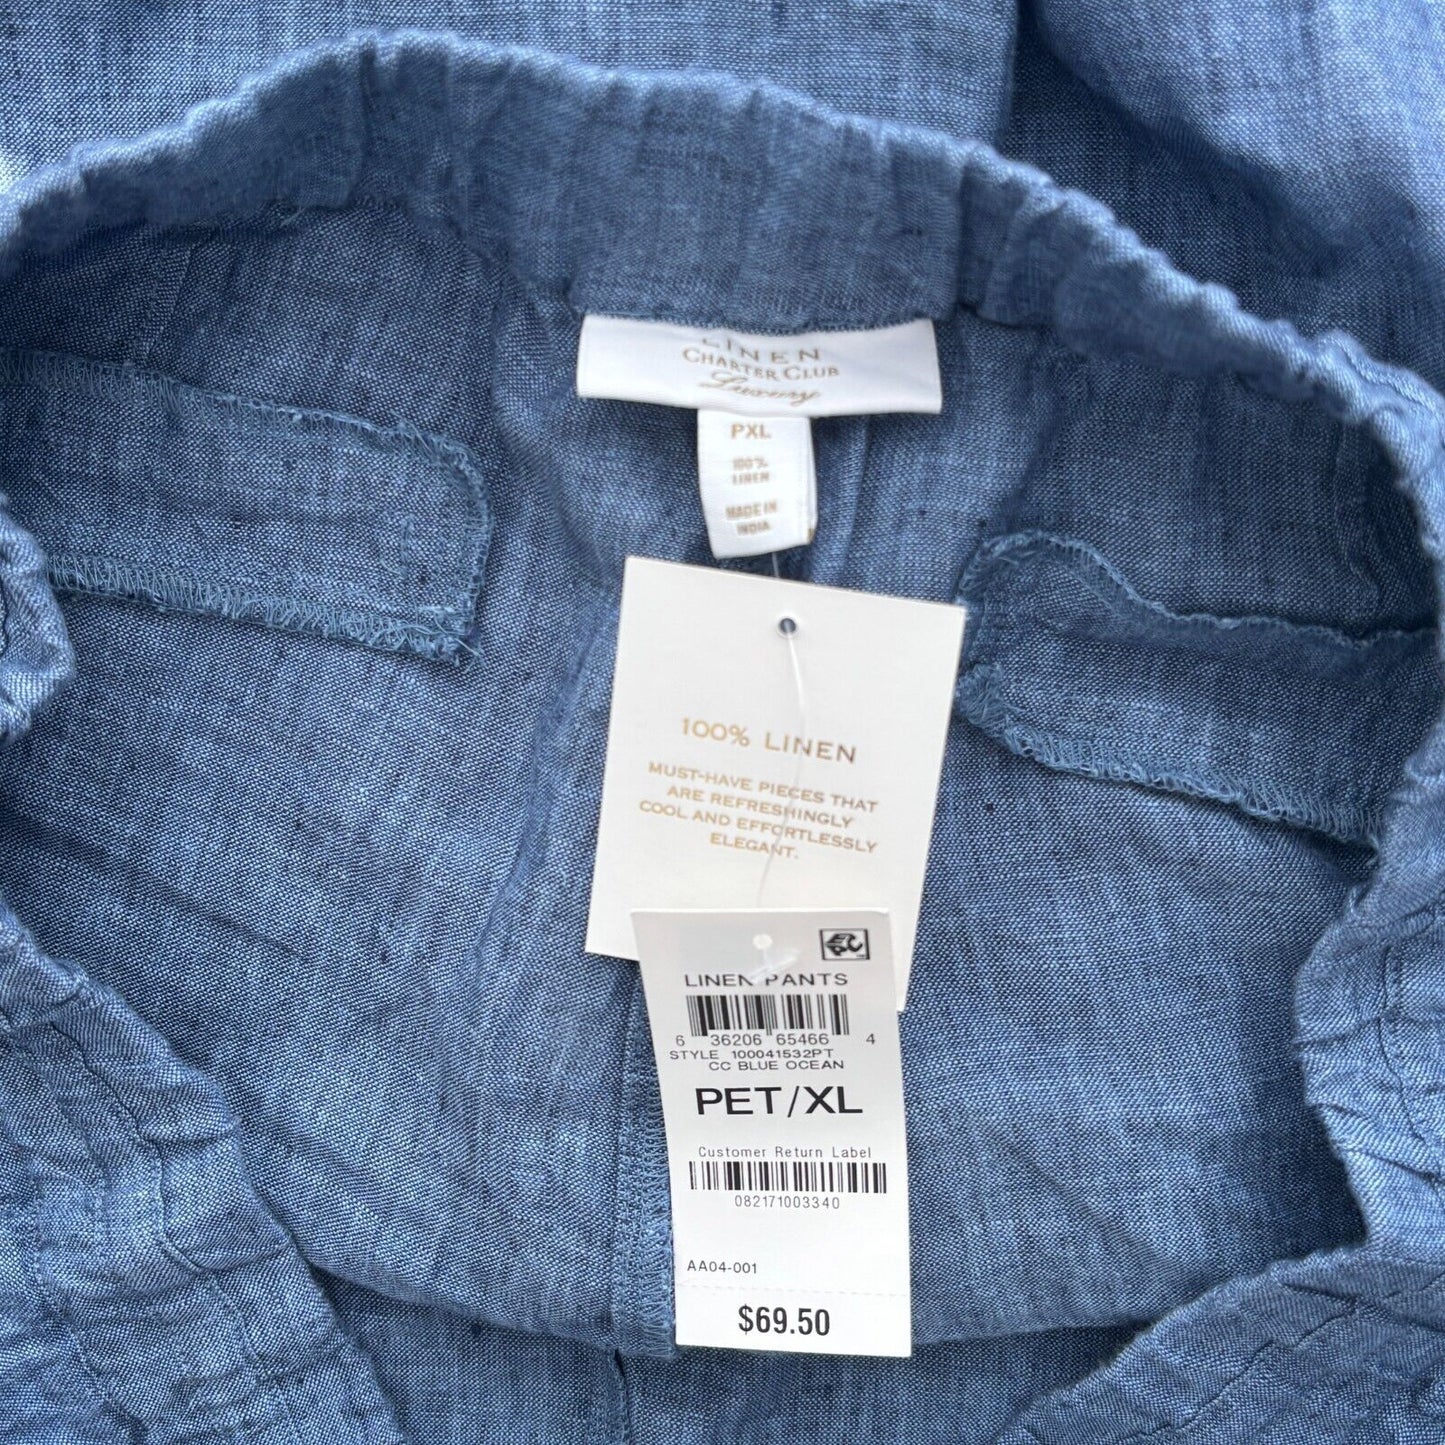 LINEN
CHARTER CLUB
Luxury
PXL
100%
LINEN
MADE IN
INDIA
100% LINEN
MUST-HAVE PIECES THAT
ARE REFRESHINGLY
COOL AND EFFORTLESSLY
ELEGANT.
LINEN PANTS
6 36206 65466 4
STYLE 100041532PT
CC BLUE OCEAN
PET/XL
Customer Return Label
082171003340
AA04-001
$69.50